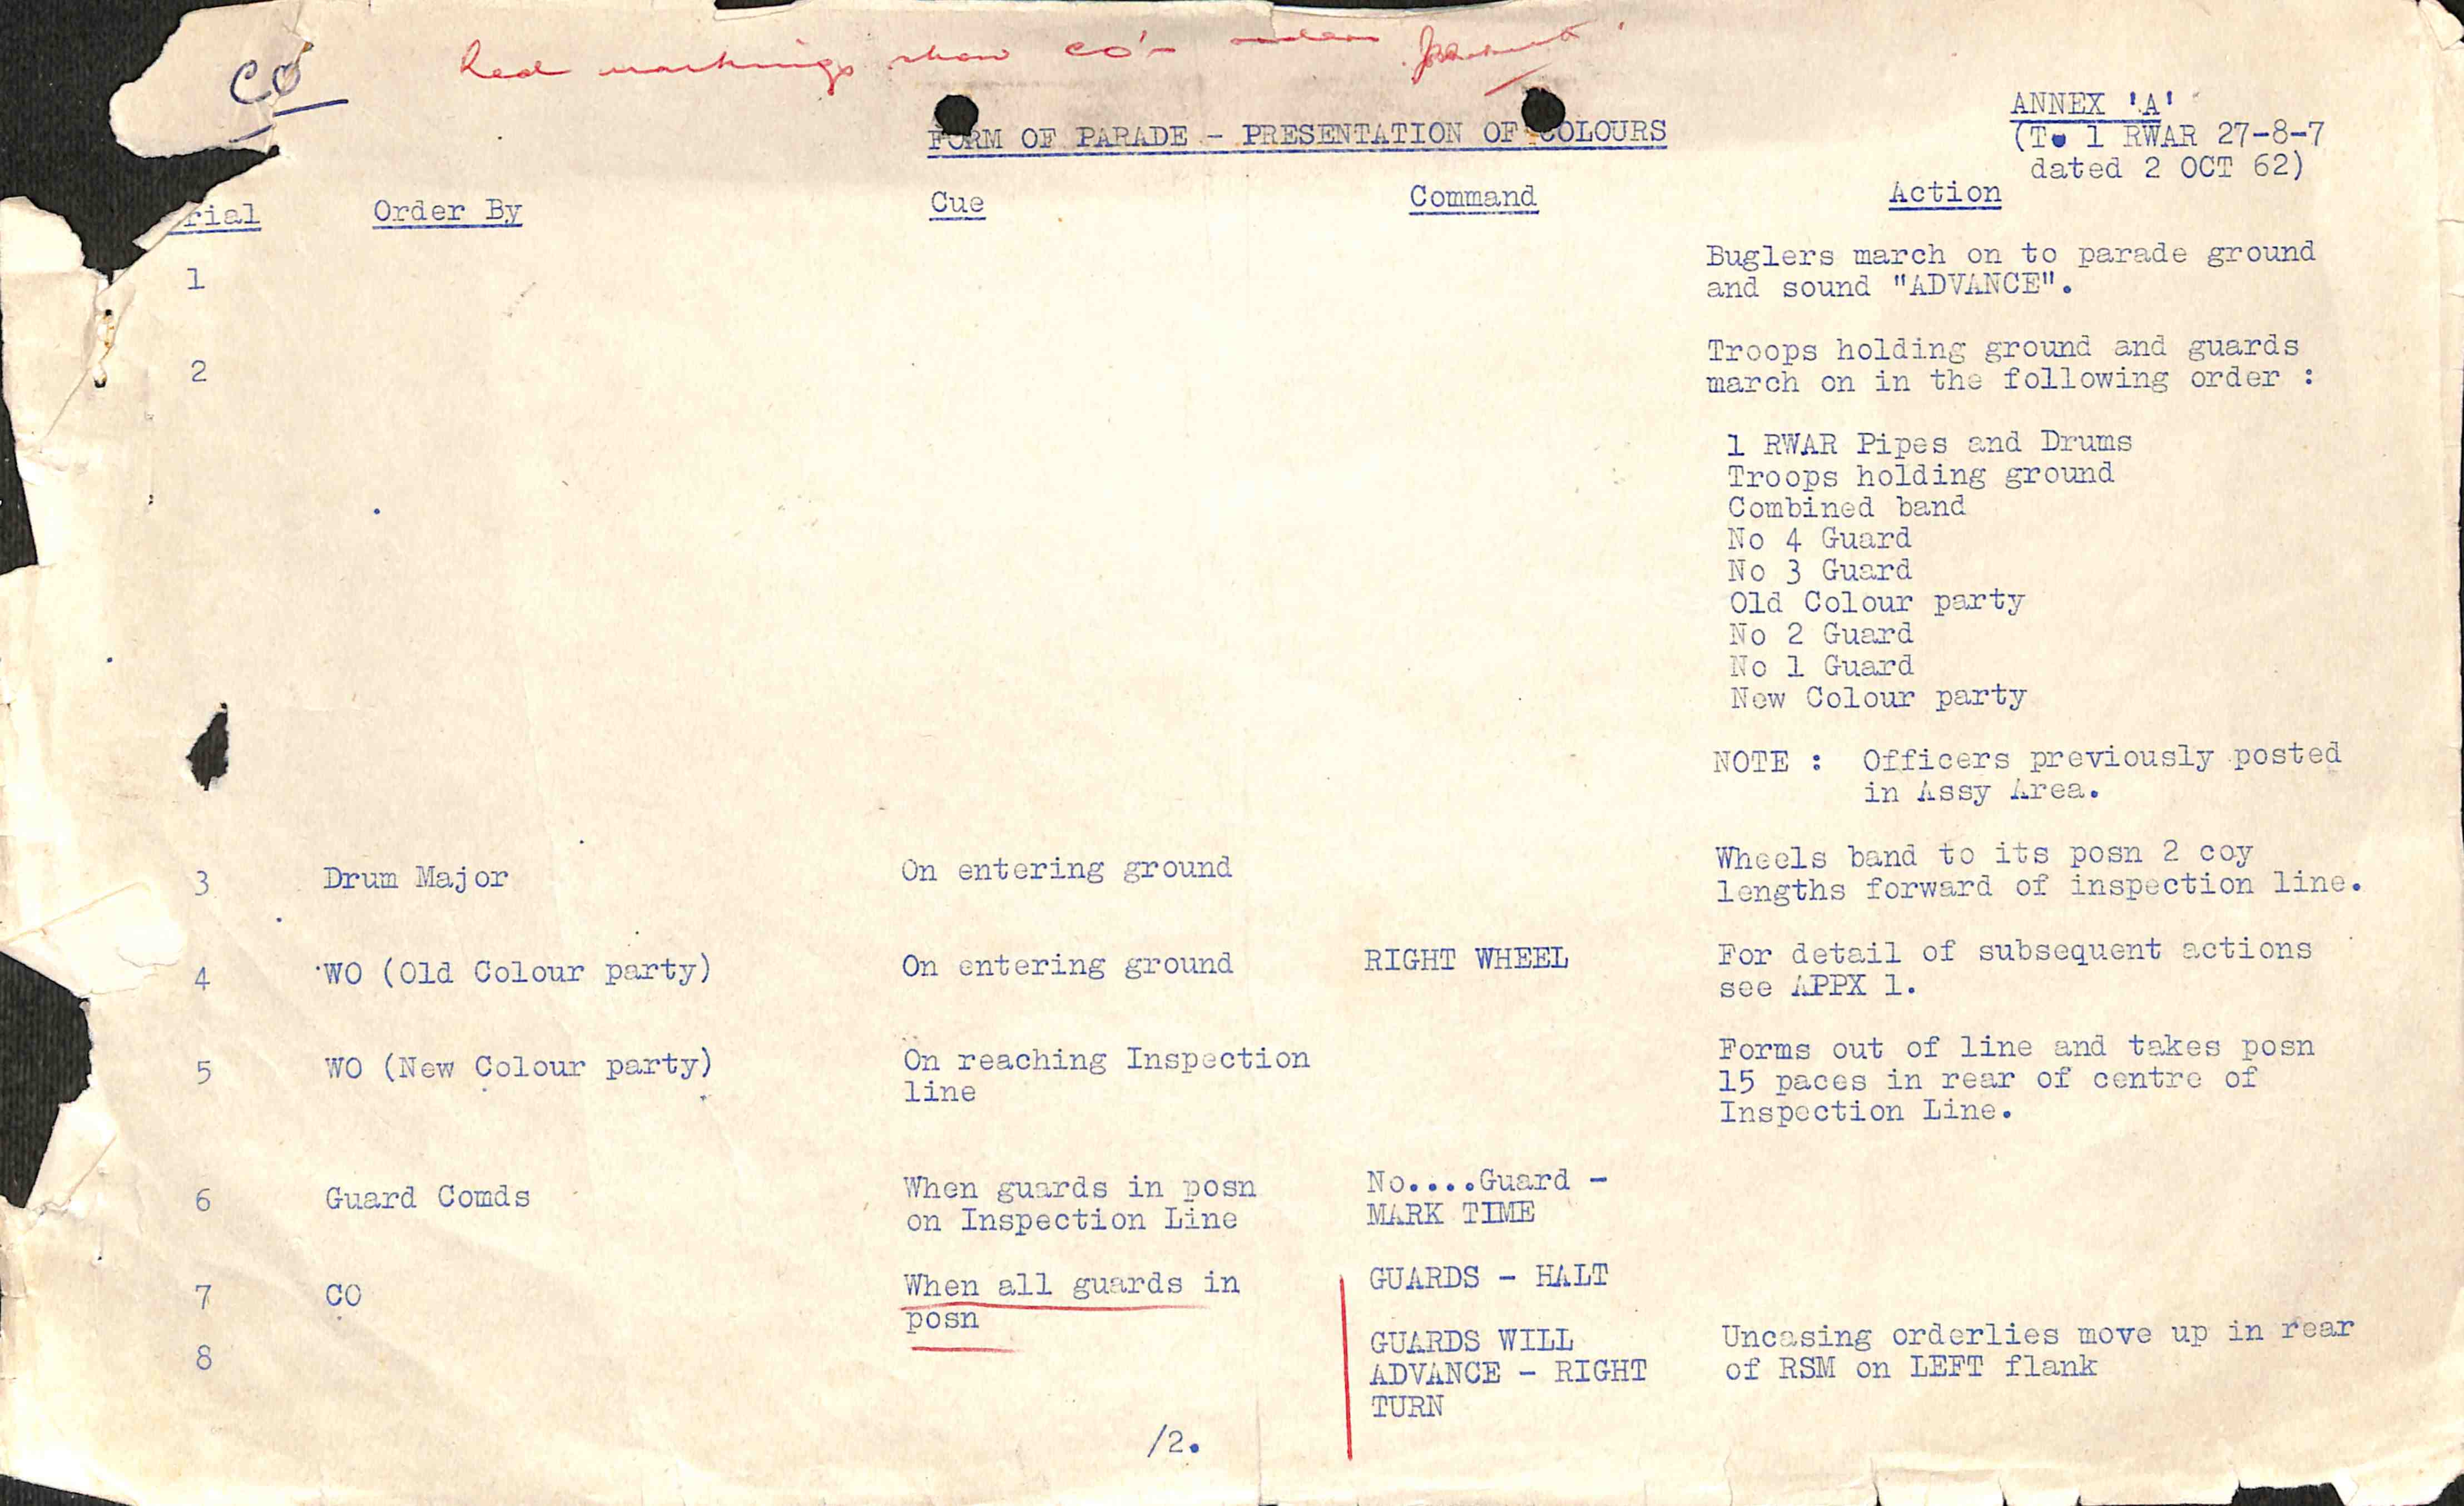 CO
Red markings show CO's orders
FORM OF PARADE - PRESENTATION OF COLOURS
ANNEX 'A'
(To 1 RWAR 27-8-7
dated 2 OCT 62)
rial Order By Cue Command Action
1 Buglers march on to parade ground
and sound "ADVANCE".
2 Troops holding ground and guards
march on in the following order :
1 RWAR Pipes and Drums
Troops holding ground
Combined band
No 4 Guard
No 3 Guard
Old Colour party
No 2 Guard
No 1 Guard
New Colour party
NOTE : Officers previously posted
in Assy Area.
3 Drum Major On entering ground Wheels band to its posn 2 coy
lengths forward of inspection line.
4 WO (Old Colour party) On entering ground RIGHT WHEEL For detail of subsequent actions
see APPX 1.
5 WO (New Colour party) On reaching Inspection Forms out of line and takes posn
line 15 paces in rear of centre of
Inspection Line.
6 Guard Comds When guards in posn No....Guard -
on Inspection Line MARK TIME
7 CO When all guards in GUARDS - HALT
posn
8 GUARDS WILL Uncasing orderlies move up in rear
ADVANCE - RIGHT of RSM on LEFT flank
TURN
/2.